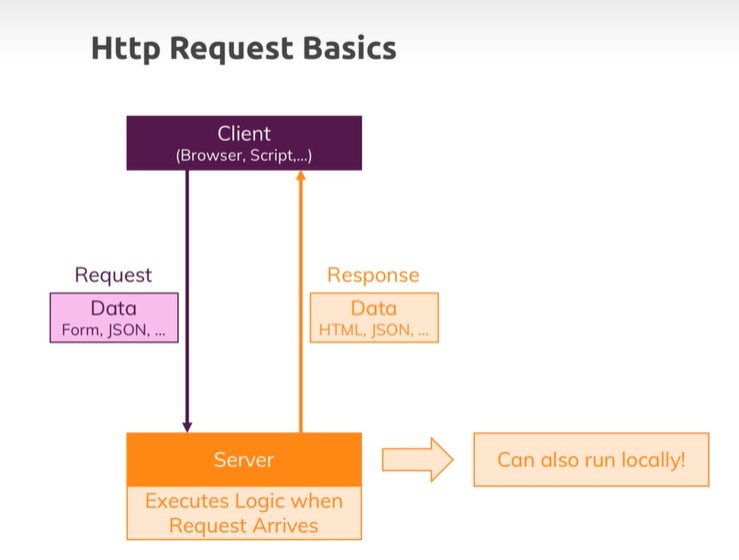 Http Request Basics
Client
(Browser, Script,...)
Request
Data
Form, JSON, ...
Response
Data
HTML, JSON, ...
Server
Executes Logic when
Request Arrives
Can also run locally!